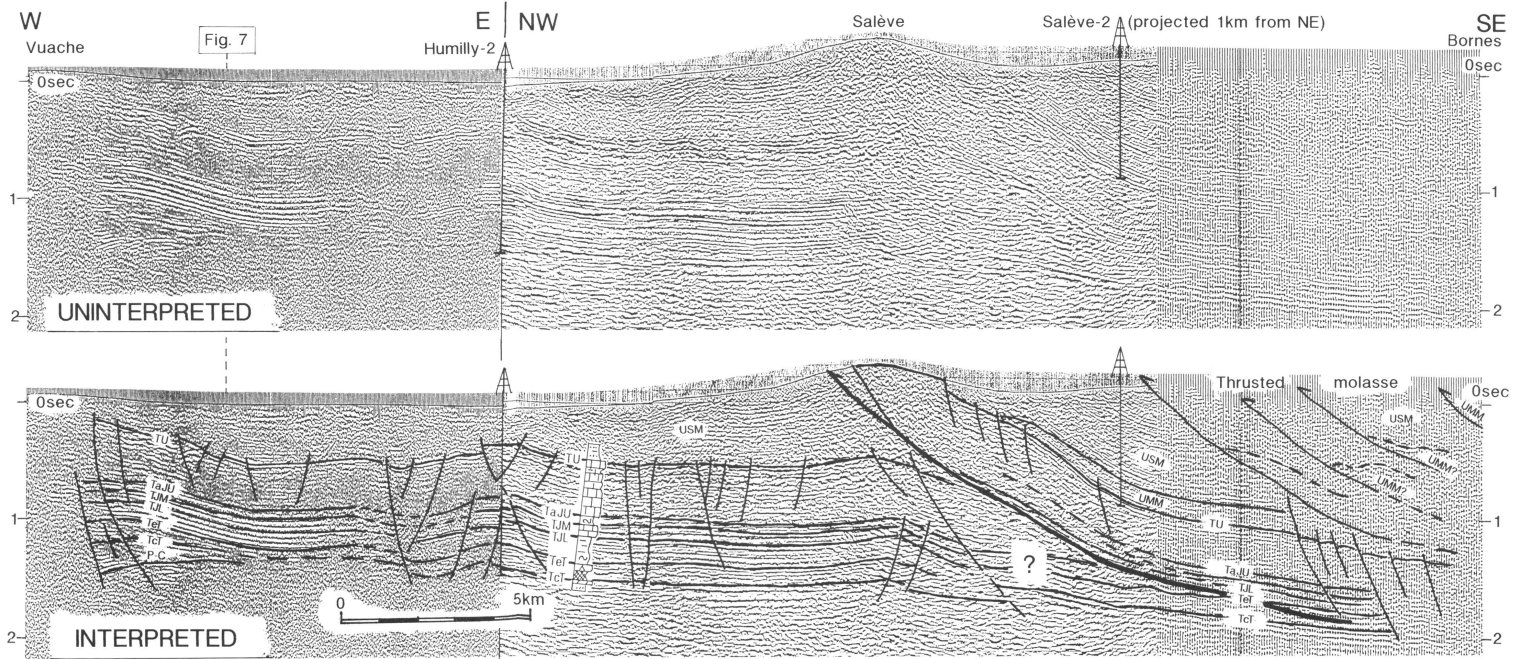 W E NW SE
Vuache Fig. 7 Humilly-2 Salève Salève-2 (projected 1km from NE) Bornes
0sec 0sec
1 1
2 2
UNINTERPRETED
0sec Thrusted molasse 0sec
USM UMM
TU USM TU USM UMM?
UMM UMM?
TaJU TaJU TU
TJM TJM
TJL TJL
1 1
TeT TeT ? TaJU
TcT TcT TJL
P-C TeT
TcT
0 5km
2 2
INTERPRETED